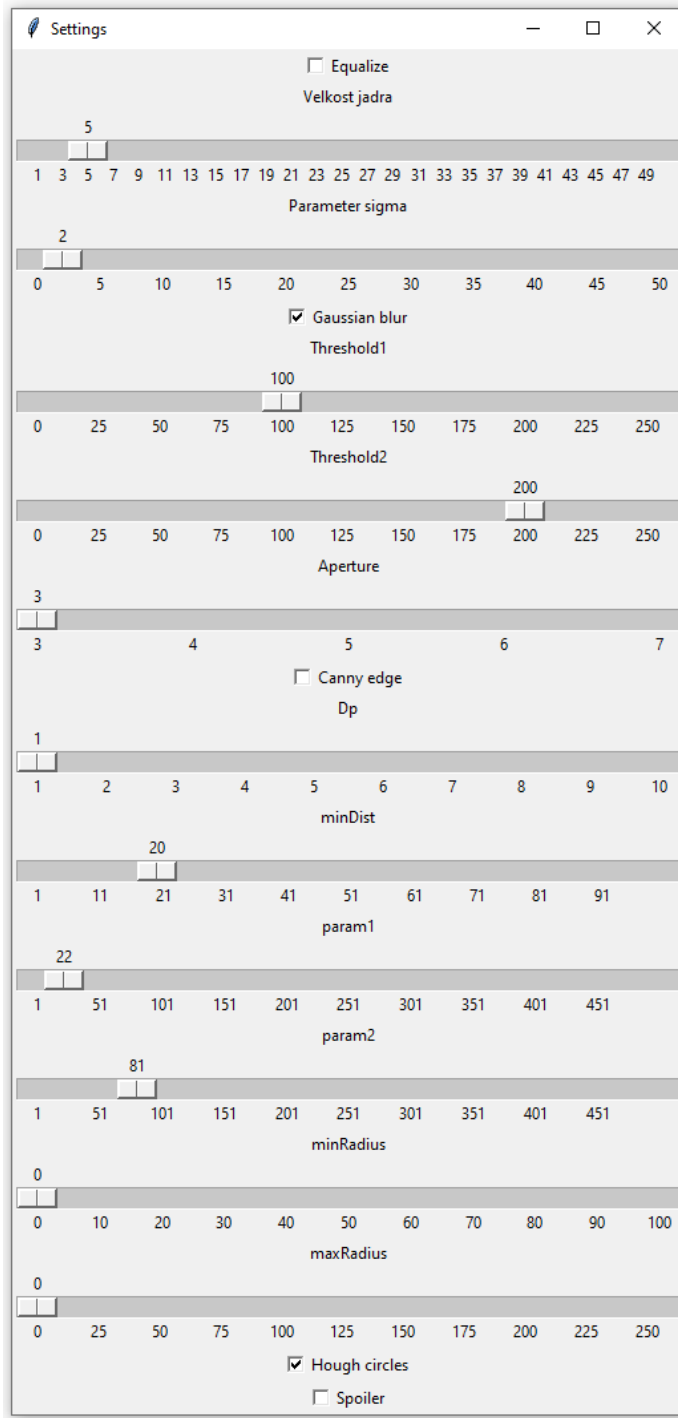 Settings
Equalize
Velkost jadra
5
1 3 5 7 9 11 13 15 17 19 21 23 25 27 29 31 33 35 37 39 41 43 45 47 49
Parameter sigma
2
0 5 10 15 20 25 30 35 40 45 50
Gaussian blur
Threshold1
100
0 25 50 75 100 125 150 175 200 225 250
Threshold2
200
0 25 50 75 100 125 150 175 200 225 250
Aperture
3
3 4 5 6 7
Canny edge
Dp
1
1 2 3 4 5 6 7 8 9 10
minDist
20
1 11 21 31 41 51 61 71 81 91
param1
22
1 51 101 151 201 251 301 351 401 451
param2
81
1 51 101 151 201 251 301 351 401 451
minRadius
0
0 10 20 30 40 50 60 70 80 90 100
maxRadius
0
0 25 50 75 100 125 150 175 200 225 250
Hough circles
Spoiler